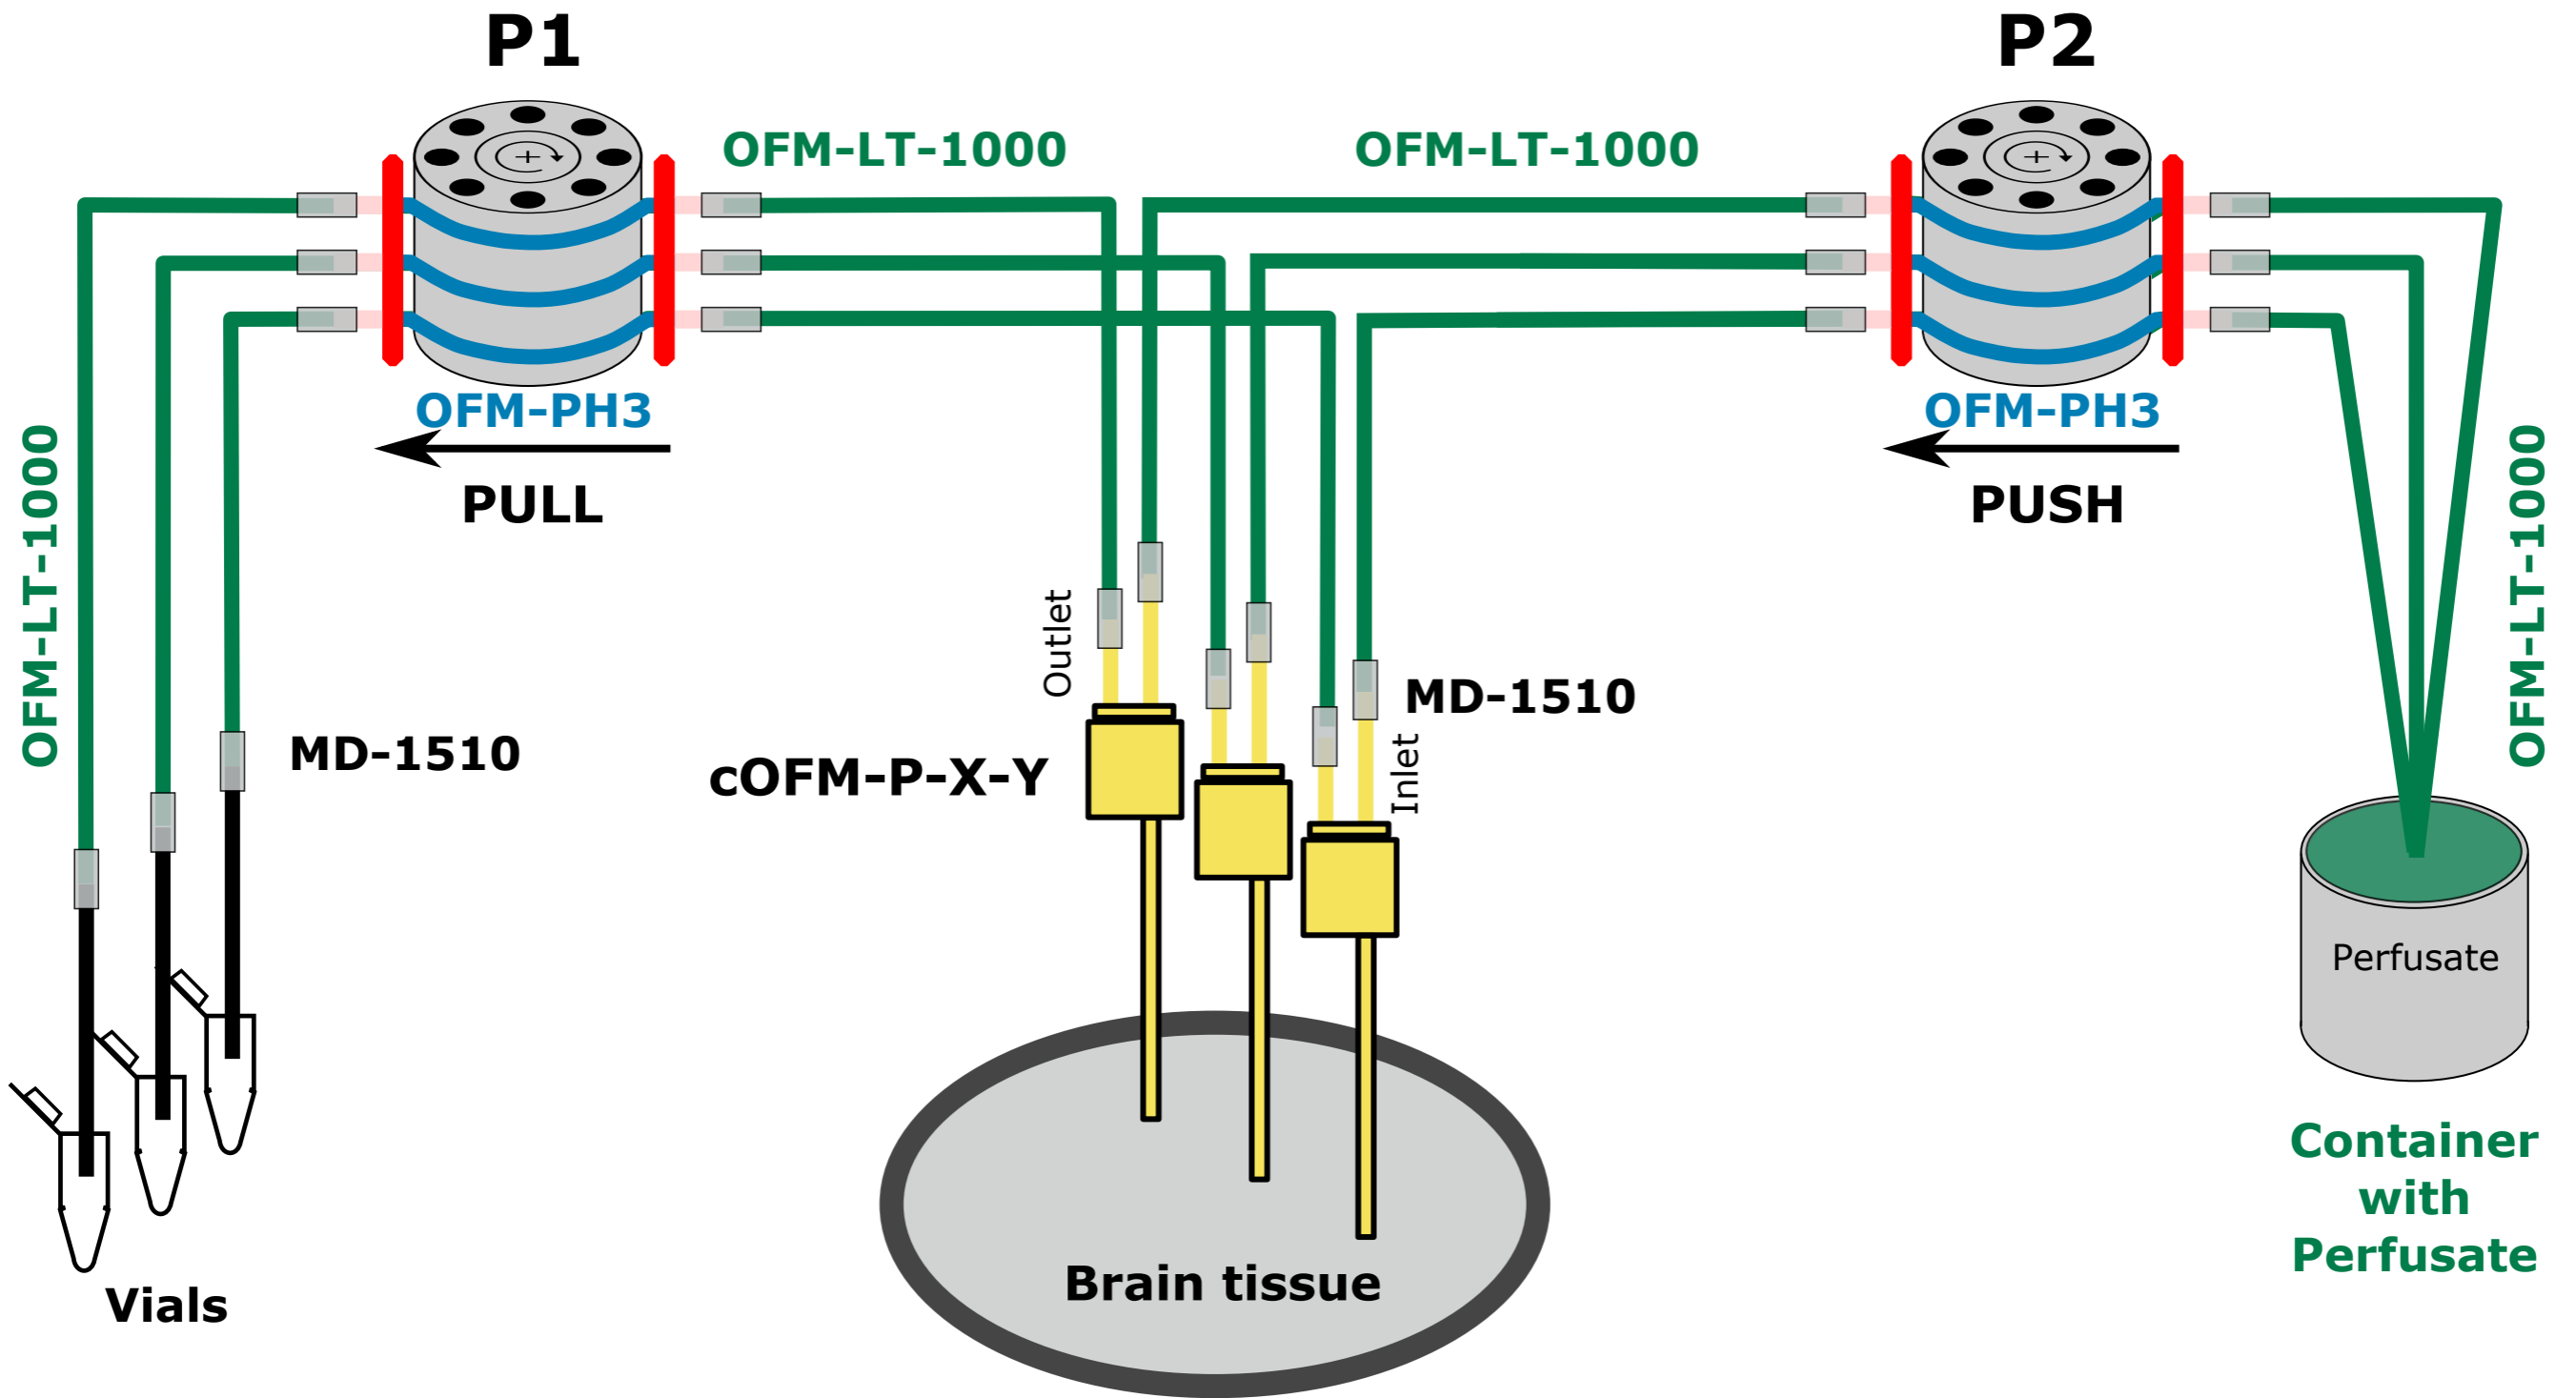 P1
P2
OFM-LT-1000
OFM-LT-1000
OFM-PH3
OFM-PH3
PULL
PUSH
OFM-LT-1000
OFM-LT-1000
Outlet
MD-1510
MD-1510
cOFM-P-X-Y
Inlet
Perfusate
Container
with
Perfusate
Brain tissue
Vials